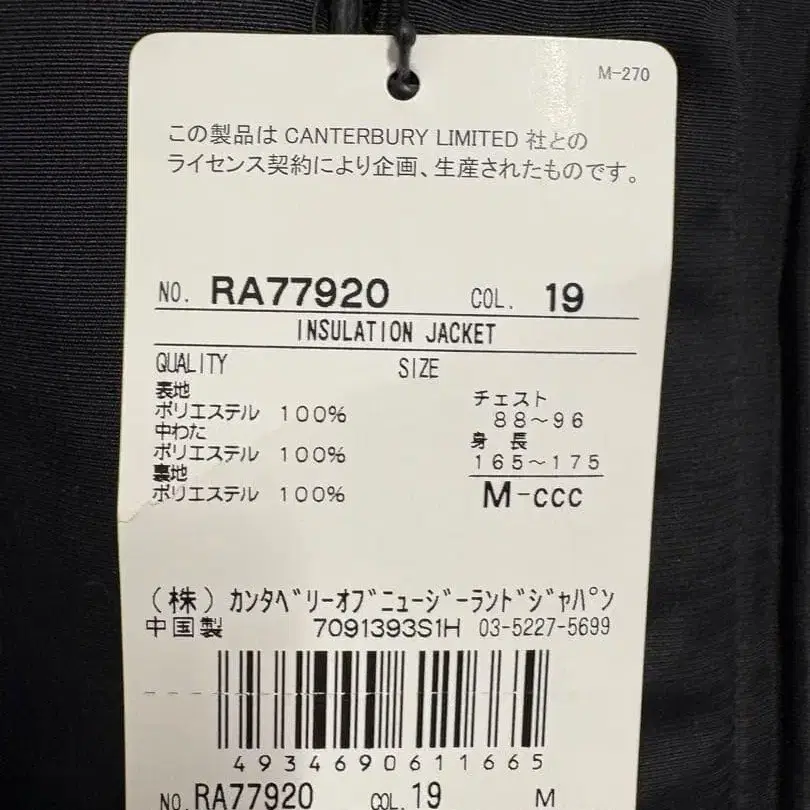 M-270
この製品は CANTERBURY LIMITED 社との
ライセンス契約により企画、生産されたものです。
NO. RA77920 COL. 19
INSULATION JACKET
QUALITY SIZE
表地
ポリエステル 100%
中わた
ポリエステル 100%
裏地
ポリエステル 100%
チェスト
88～96
身 長
165～175
M-CCC
(株)カンタベリーオブニュージーランドジャパン
中国製 7091393S1H 03-5227-5699
4934690611665
NO. RA77920 COL. 19 M